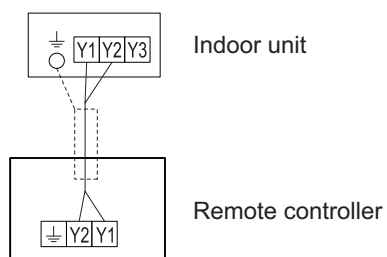 Y1 Y2 Y3
Indoor unit
Remote controller
Y2 Y1